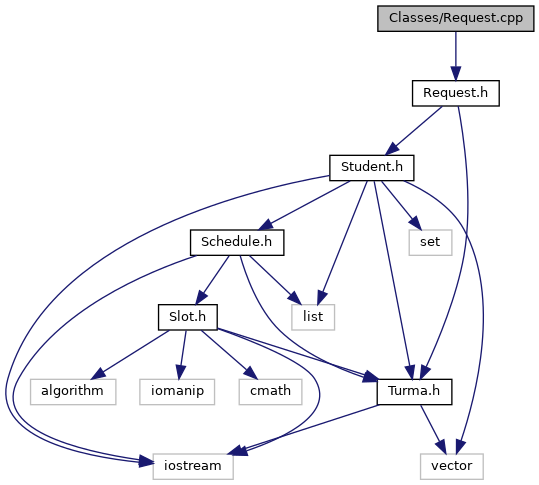 Classes/Request.cpp
Request.h
Student.h
Schedule.h
set
Slot.h
list
algorithm
iomanip
cmath
Turma.h
iostream
vector